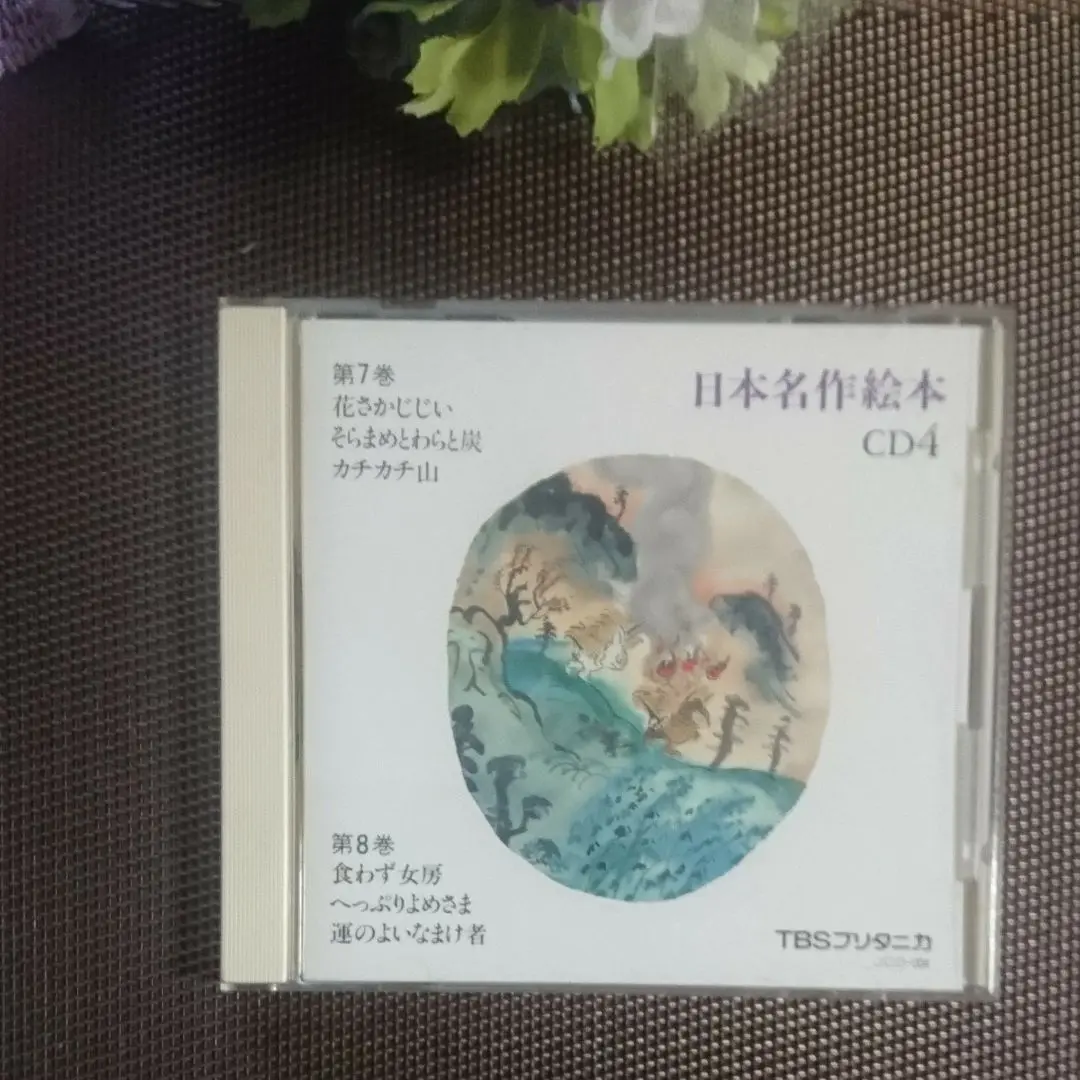 第7巻
花さかじじい
そらまめとわらと炭
カチカチ山
日本名作絵本
CD4
第8巻
食わず女房
へっぷりよめさま
運のよいなまけ者
TBSブリタニカ